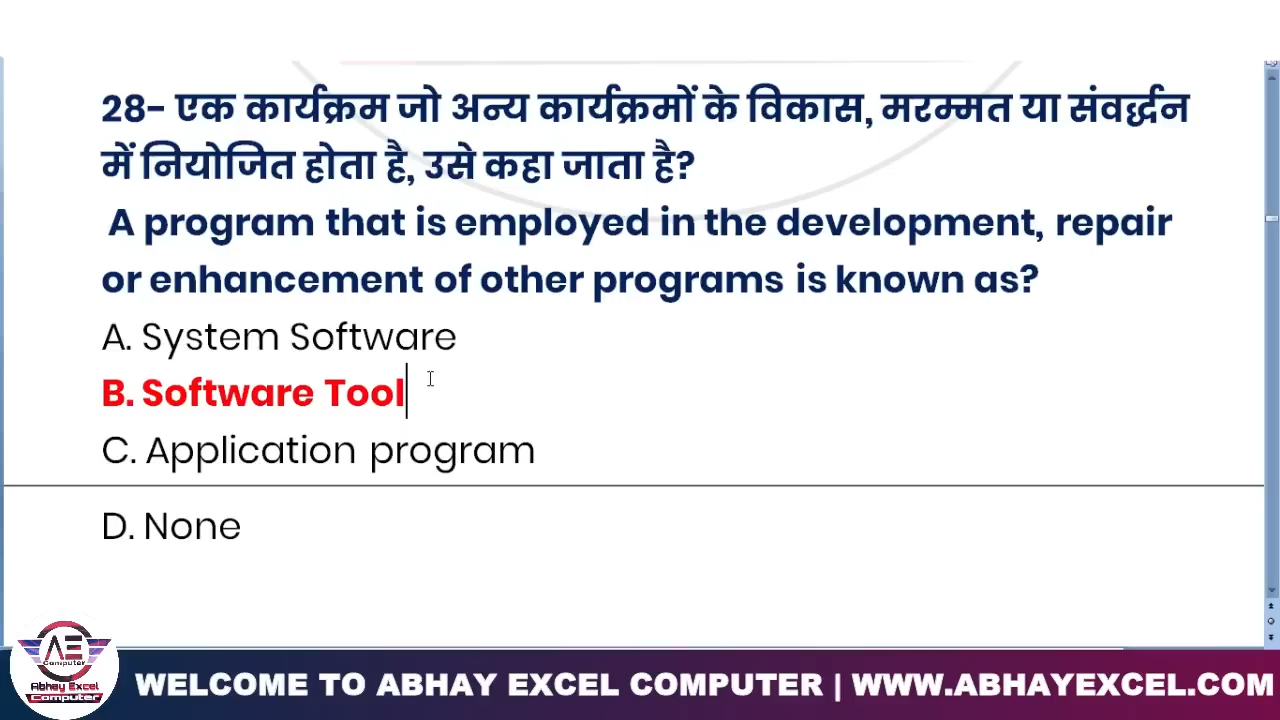 28- एक कार्यक्रम जो अन्य कार्यक्रमों के विकास, मरम्मत या संवर्द्धन
में नियोजित होता है, उसे कहा जाता है?
A program that is employed in the development, repair
or enhancement of other programs is known as?
A. System Software
B. Software Tool
C. Application program
D. None
AE
Computer
Abhay Excel
Computer
WELCOME TO ABHAY EXCEL COMPUTER | WWW.ABHAYEXCEL.COM